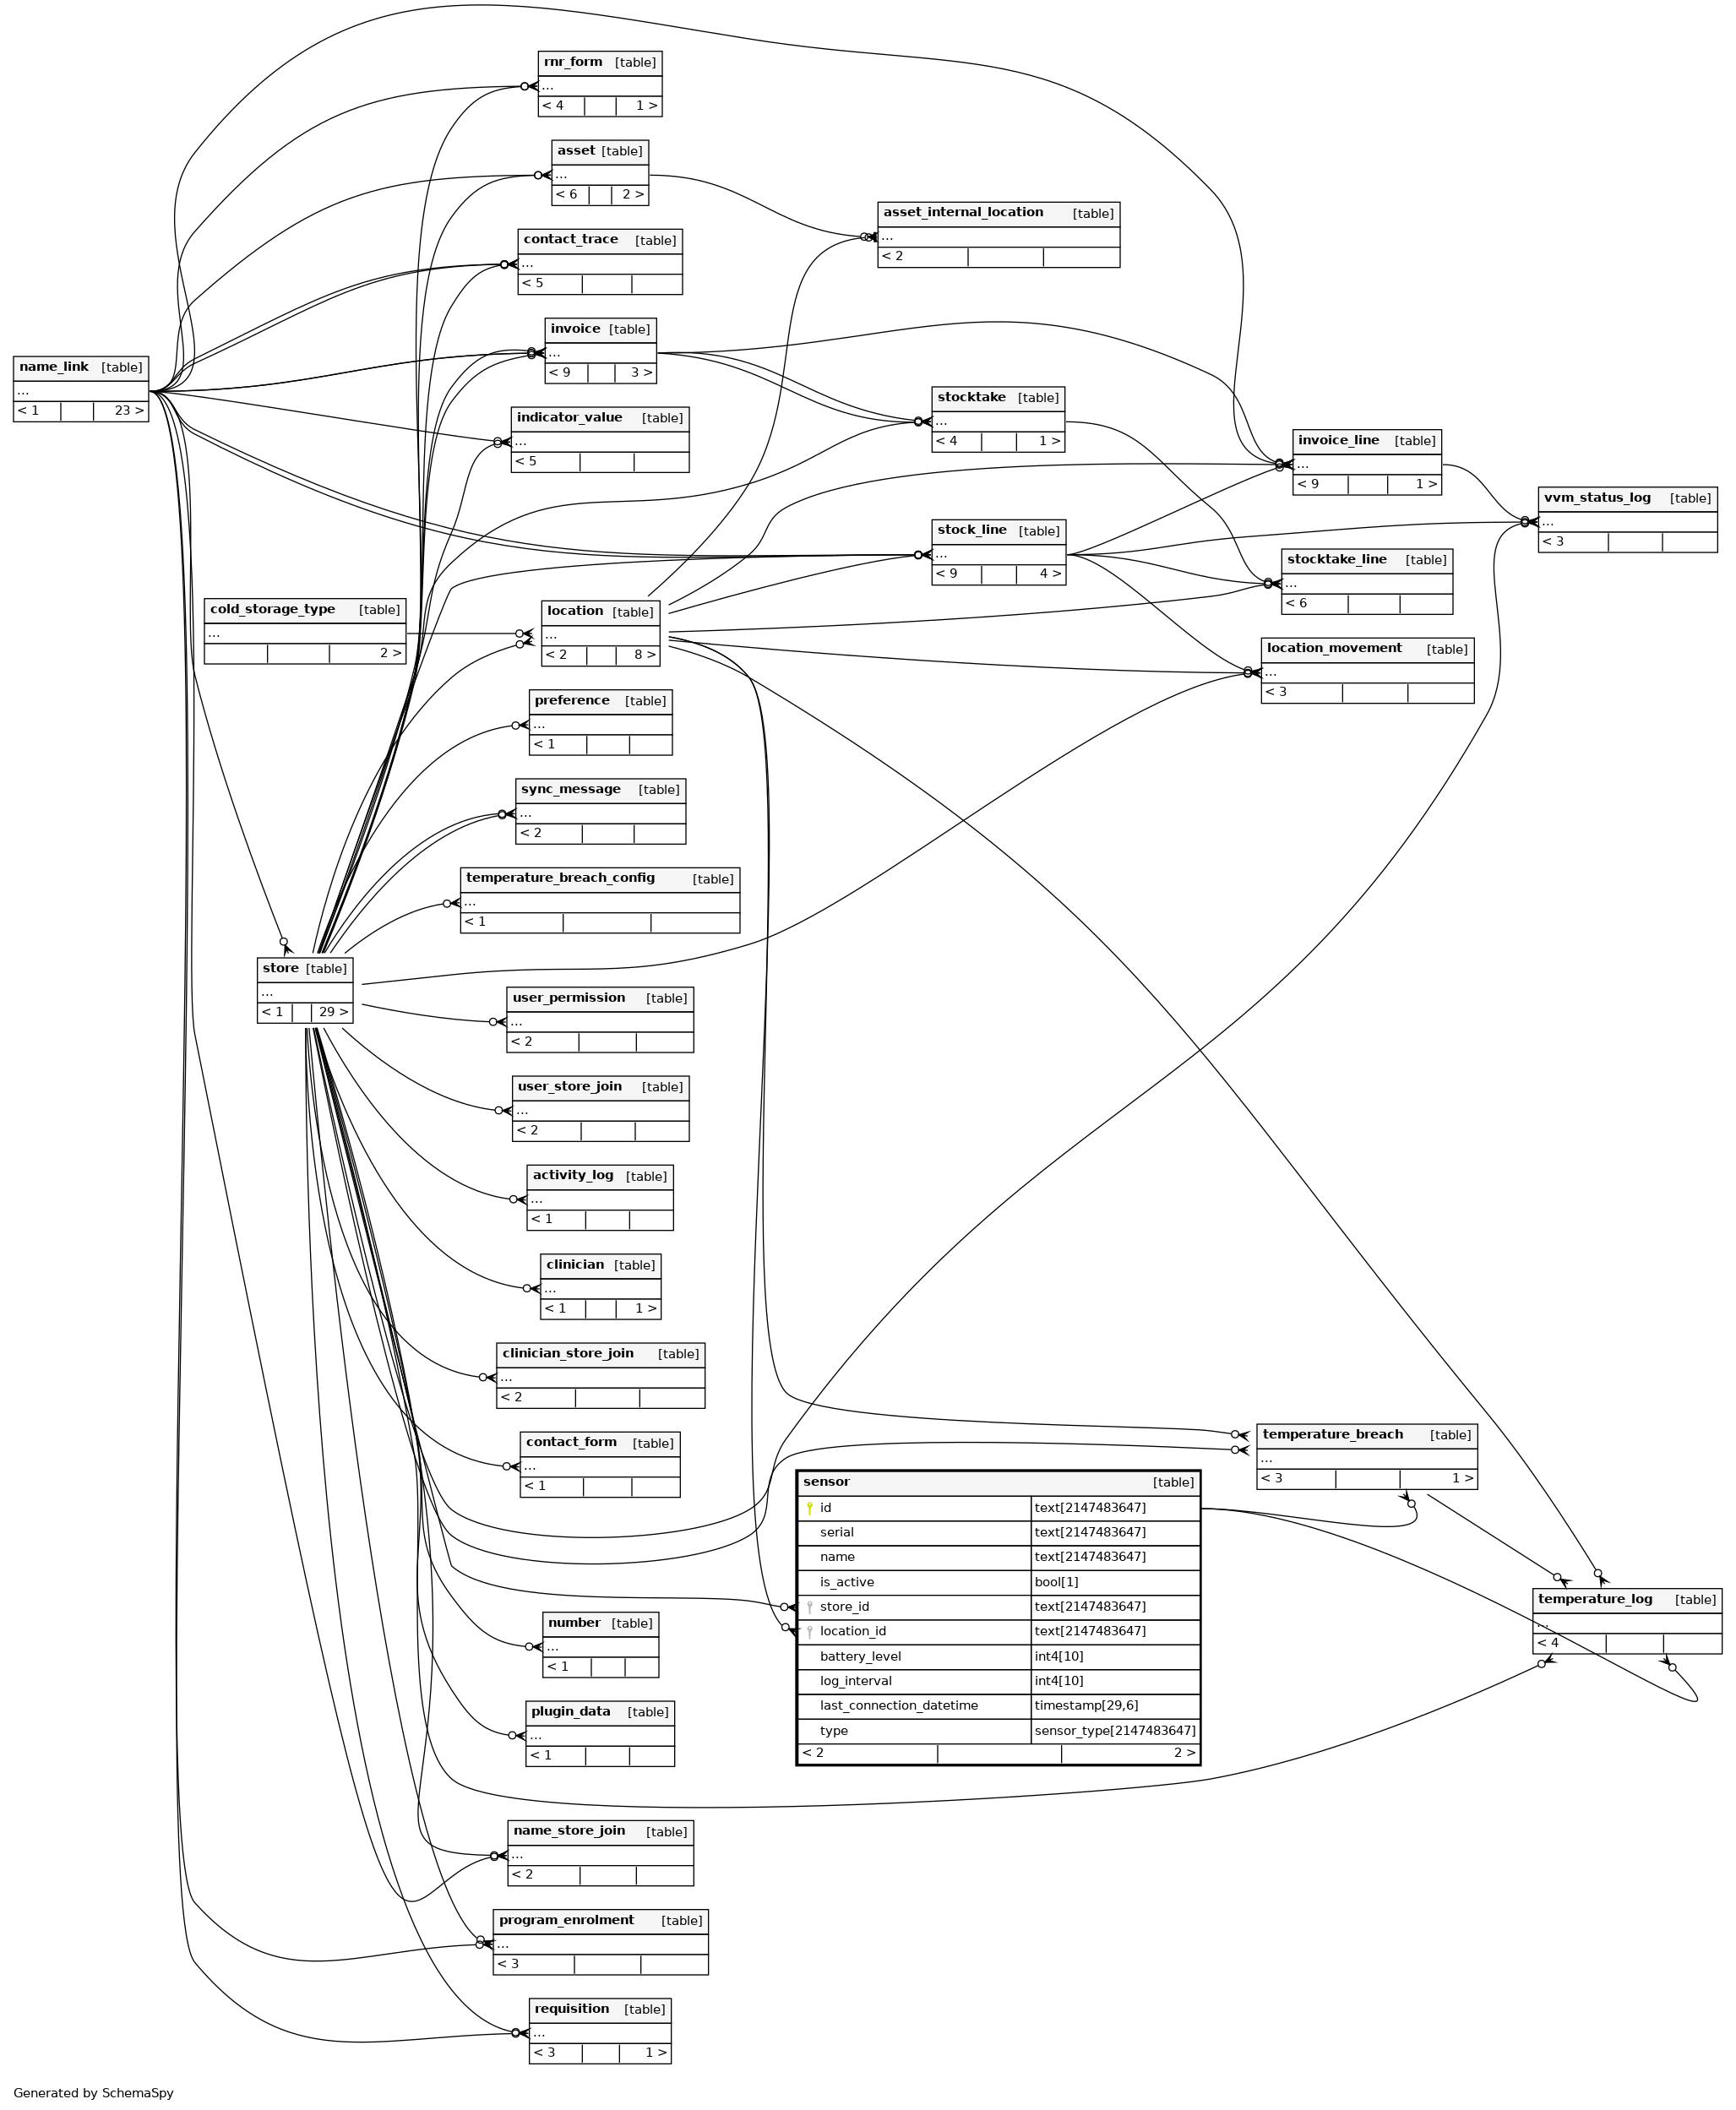 rnr_form [table]
...
< 4 1 >
asset [table]
...
< 6 2 >
asset_internal_location [table]
...
< 2
contact_trace [table]
...
< 5
invoice [table]
...
< 9 3 >
name_link [table]
...
< 1 23 >
stocktake [table]
...
< 4 1 >
indicator_value [table]
...
< 5
invoice_line [table]
...
< 9 1 >
vvm_status_log [table]
...
< 3
stock_line [table]
...
< 9 4 >
stocktake_line [table]
...
< 6
cold_storage_type [table]
...
2 >
location [table]
...
< 2 8 >
location_movement [table]
...
< 3
preference [table]
...
< 1
sync_message [table]
...
< 2
temperature_breach_config [table]
...
< 1
store [table]
...
< 1 29 >
user_permission [table]
...
< 2
user_store_join [table]
...
< 2
activity_log [table]
...
< 1
clinician [table]
...
< 1 1 >
clinician_store_join [table]
...
< 2
contact_form [table]
...
< 1
temperature_breach [table]
...
< 3 1 >
sensor [table]
id text[2147483647]
serial text[2147483647]
name text[2147483647]
is_active bool[1]
store_id text[2147483647]
location_id text[2147483647]
battery_level int4[10]
log_interval int4[10]
last_connection_datetime timestamp[29,6]
type sensor_type[2147483647]
< 2 2 >
temperature_log [table]
...
< 4
number [table]
...
< 1
plugin_data [table]
...
< 1
name_store_join [table]
...
< 2
program_enrolment [table]
...
< 3
requisition [table]
...
< 3 1 >
Generated by SchemaSpy